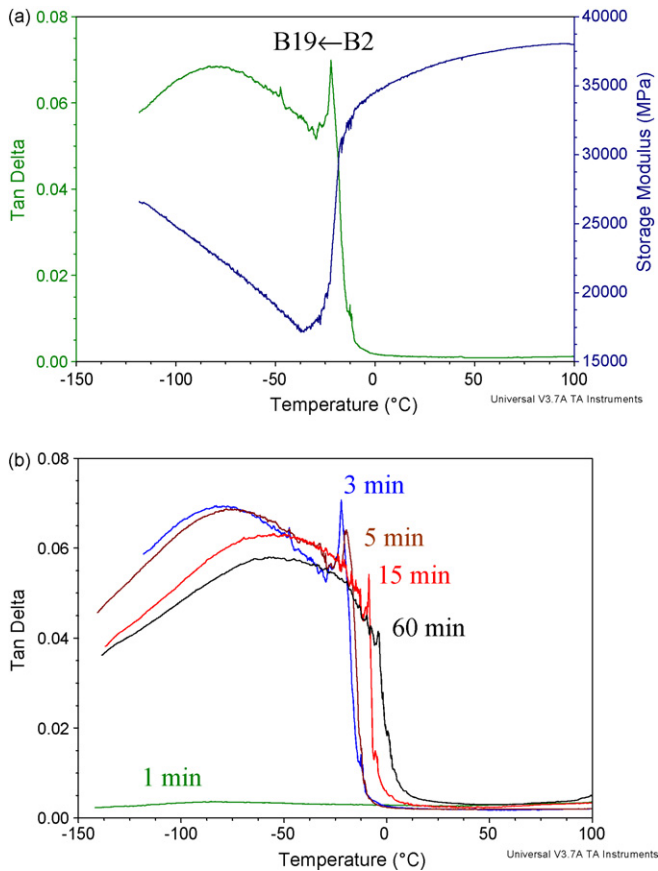 (a)
B19←B2
0.08
0.06
0.04
0.02
0.00
Tan Delta
40000
35000
30000
25000
20000
15000
Storage Modulus (MPa)
-150 -100 -50 0 50 100
Temperature (°C)
Universal V3.7A TA Instruments
(b)
0.08
0.06
0.04
0.02
0.00
Tan Delta
3 min
5 min
15 min
60 min
1 min
-150 -100 -50 0 50 100
Temperature (°C)
Universal V3.7A TA Instruments